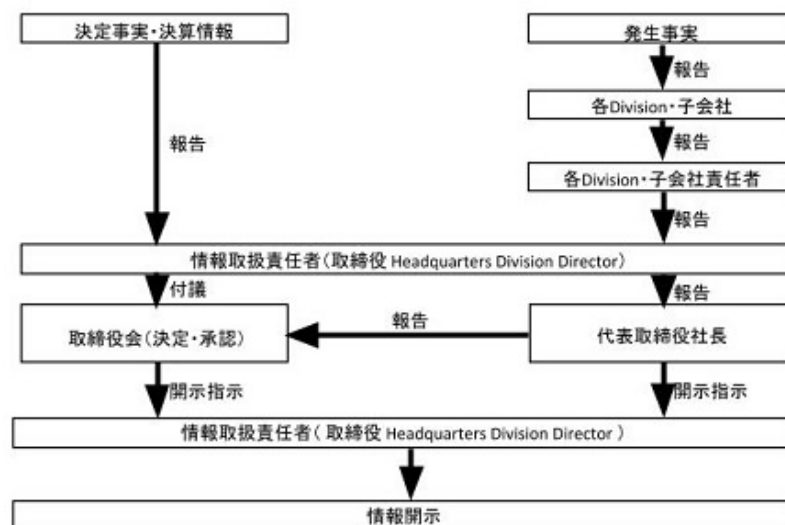 決定事実・決算情報
発生事実
報告
各Division・子会社
報告
報告
各Division・子会社責任者
報告
情報取扱責任者（取締役 Headquarters Division Director）
付議
報告
取締役会（決定・承認）
報告
代表取締役社長
開示指示
開示指示
情報取扱責任者（ 取締役 Headquarters Division Director ）
情報開示